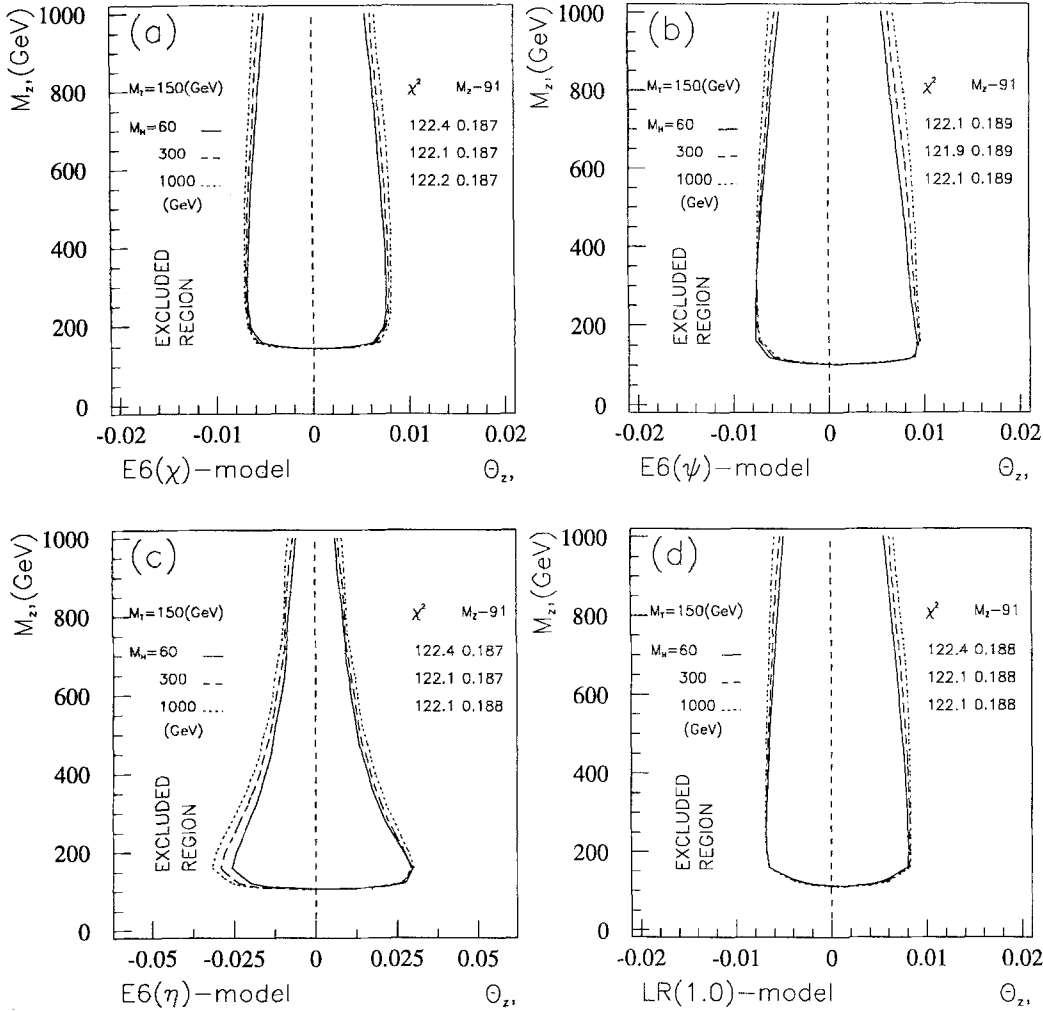 (a)
M_Z, (GeV)
1000
800
600
400
200
0
M_T=150(GeV)
χ² M_Z-91
M_H=60 122.4 0.187
300 122.1 0.187
1000 122.2 0.187
(GeV)
EXCLUDED
REGION
-0.02 -0.01 0 0.01 0.02
E6(χ)-model Θ_Z,
(b)
M_Z, (GeV)
1000
800
600
400
200
0
M_T=150(GeV)
χ² M_Z-91
M_H=60 122.1 0.189
300 121.9 0.189
1000 122.1 0.189
(GeV)
EXCLUDED
REGION
-0.02 -0.01 0 0.01 0.02
E6(ψ)-model Θ_Z,
(c)
M_Z, (GeV)
1000
800
600
400
200
0
M_T=150(GeV)
χ² M_Z-91
M_H=60 122.4 0.187
300 122.1 0.187
1000 122.1 0.188
(GeV)
EXCLUDED
REGION
-0.05 -0.025 0 0.025 0.05
E6(η)-model Θ_Z,
(d)
M_Z, (GeV)
1000
800
600
400
200
0
M_T=150(GeV)
χ² M_Z-91
M_H=60 122.4 0.188
300 122.1 0.188
1000 122.1 0.188
(GeV)
EXCLUDED
REGION
-0.02 -0.01 0 0.01 0.02
LR(1.0)-model Θ_Z,